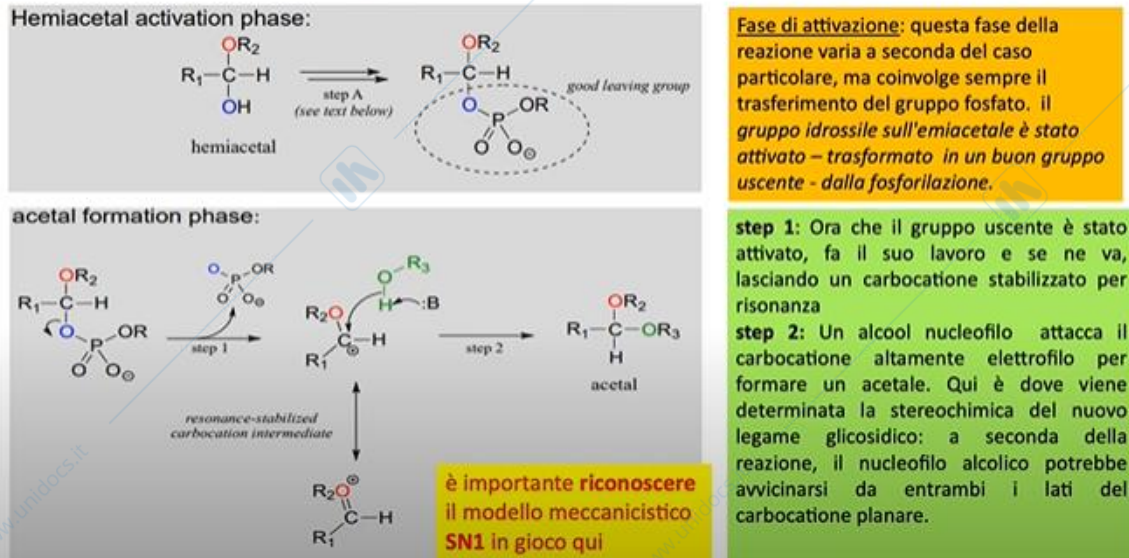 Hemiacetal activation phase:
OR2
R1–C–H
OH
hemiacetal
step A
(see text below)
OR2
R1–C–H
O
P
OR
O
O⊖
good leaving group
Fase di attivazione: questa fase della
reazione varia a seconda del caso
particolare, ma coinvolge sempre il
trasferimento del gruppo fosfato. il
gruppo idrossile sull'emiacetale è stato
attivato – trasformato in un buon gruppo
uscente - dalla fosforilazione.
acetal formation phase:
OR2
R1–C–H
O
P
OR
O
O⊖
O
P
OR
O
O⊖
step 1
O–R3
H
:B
R2O
C–H
⊕
R1
step 2
OR2
R1–C–OR3
H
acetal
resonance-stabilized
carbocation intermediate
⊕
R2O
C–H
R1
è importante riconoscere
il modello meccanicistico
SN1 in gioco qui
step 1: Ora che il gruppo uscente è stato
attivato, fa il suo lavoro e se ne va,
lasciando un carbocatione stabilizzato per
risonanza
step 2: Un alcool nucleofilo attacca il
carbocatione altamente elettrofilo per
formare un acetale. Qui è dove viene
determinata la stereochimica del nuovo
legame glicosidico: a seconda della
reazione, il nucleofilo alcolico potrebbe
avvicinarsi da entrambi i lati del
carbocatione planare.
www.unidocs.it